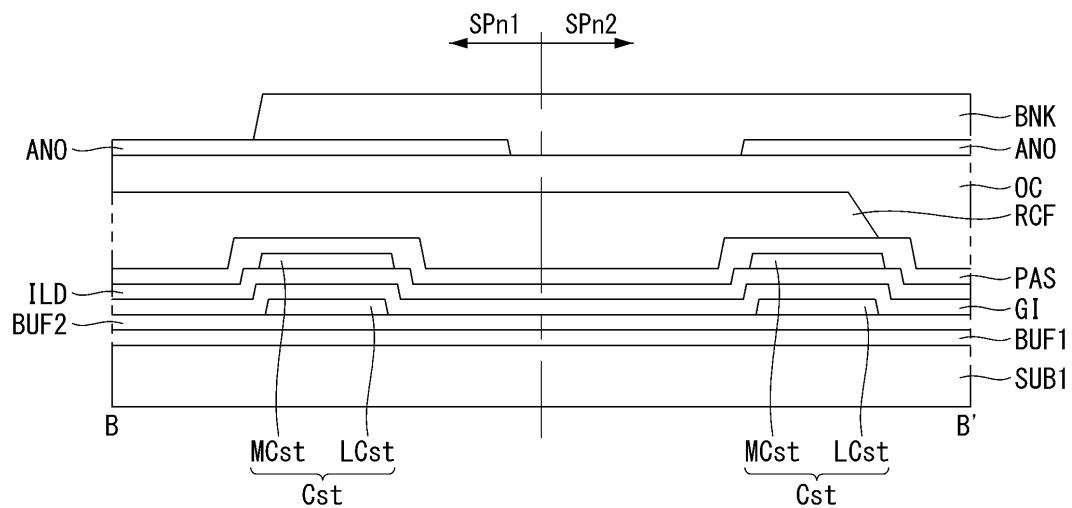 SPn1 SPn2
BNK
ANO
ANO
OC
RCF
PAS
ILD
GI
BUF2
BUF1
SUB1
B
B'
MCst LCst
MCst LCst
Cst
Cst